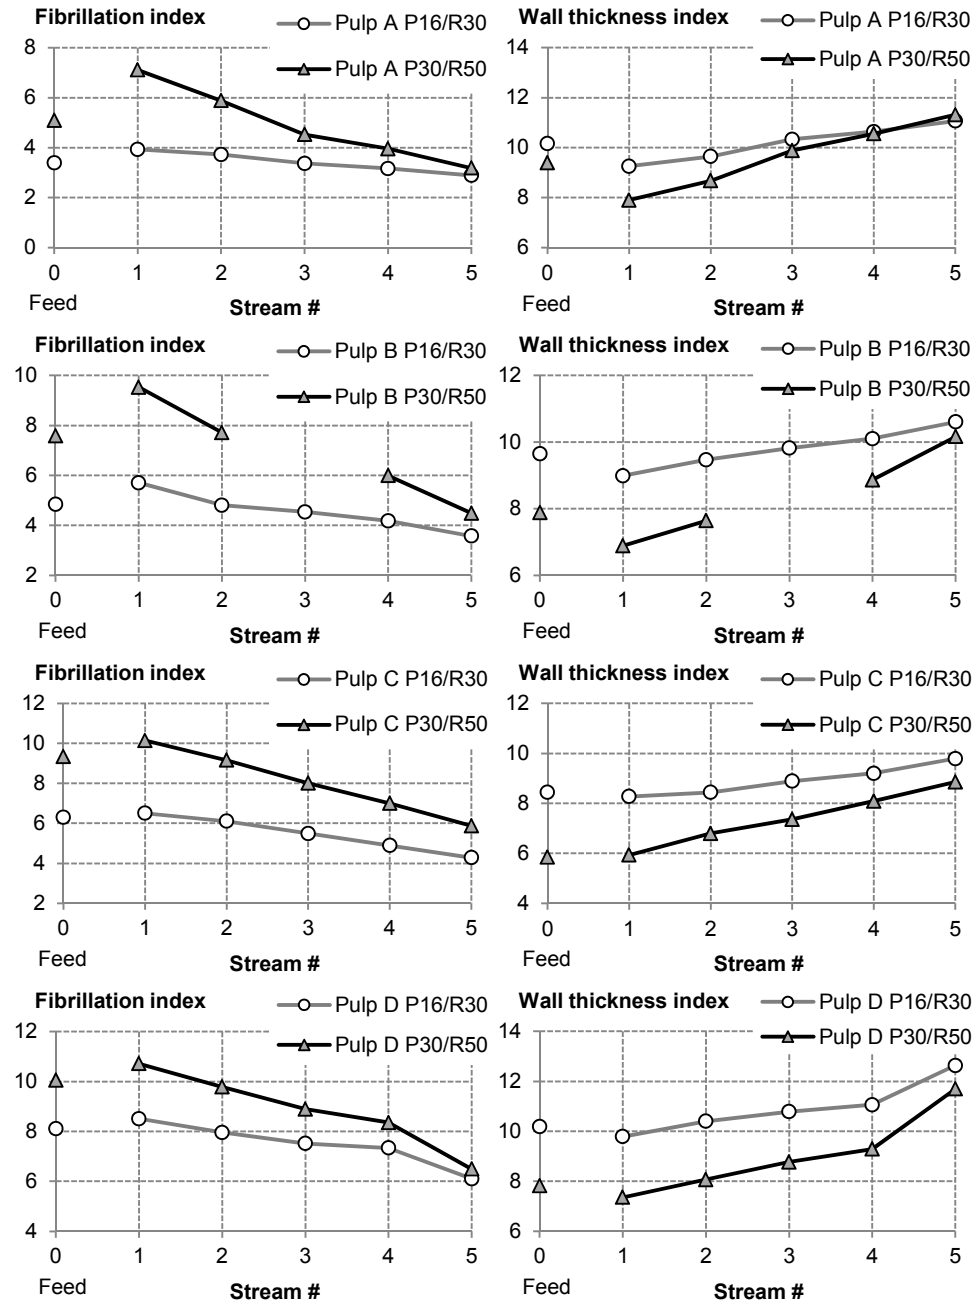 Fibrillation index
Pulp A P16/R30
Pulp A P30/R50
8
6
4
2
0
0 1 2 3 4 5
Feed
Stream #
Wall thickness index
Pulp A P16/R30
Pulp A P30/R50
14
12
10
8
6
0 1 2 3 4 5
Feed
Stream #
Fibrillation index
Pulp B P16/R30
Pulp B P30/R50
10
8
6
4
2
0 1 2 3 4 5
Feed
Stream #
Wall thickness index
Pulp B P16/R30
Pulp B P30/R50
12
10
8
6
0 1 2 3 4 5
Feed
Stream #
Fibrillation index
Pulp C P16/R30
Pulp C P30/R50
12
10
8
6
4
2
0 1 2 3 4 5
Feed
Stream #
Wall thickness index
Pulp C P16/R30
Pulp C P30/R50
12
10
8
6
4
0 1 2 3 4 5
Feed
Stream #
Fibrillation index
Pulp D P16/R30
Pulp D P30/R50
12
10
8
6
4
0 1 2 3 4 5
Feed
Stream #
Wall thickness index
Pulp D P16/R30
Pulp D P30/R50
14
12
10
8
6
0 1 2 3 4 5
Feed
Stream #